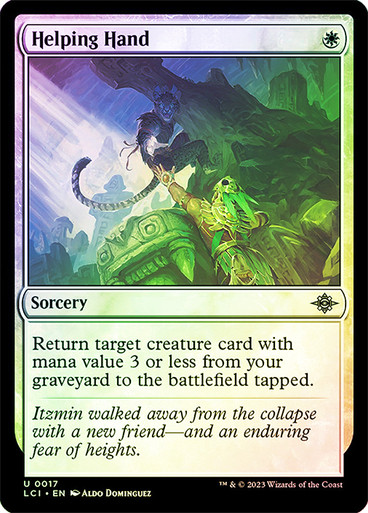 Helping Hand
Sorcery
Return target creature card with
mana value 3 or less from your
graveyard to the battlefield tapped.
Itzmin walked away from the collapse
with a new friend—and an enduring
fear of heights.
U 0017
LCI • EN Aldo Dominguez
™ & © 2023 Wizards of the Coast